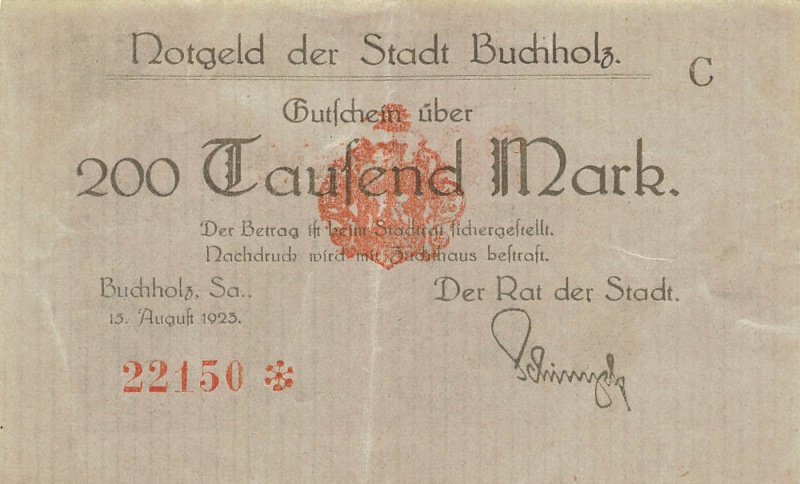 Notgeld der Stadt Buchholz.
C
Gutschein über
200 Tausend Mark.
Der Betrag ist beim Stadtrat sichergestellt.
Nachdruck wird mit Zuchthaus bestraft.
Buchholz, Sa.,
15. August 1923.
Der Rat der Stadt.
22150